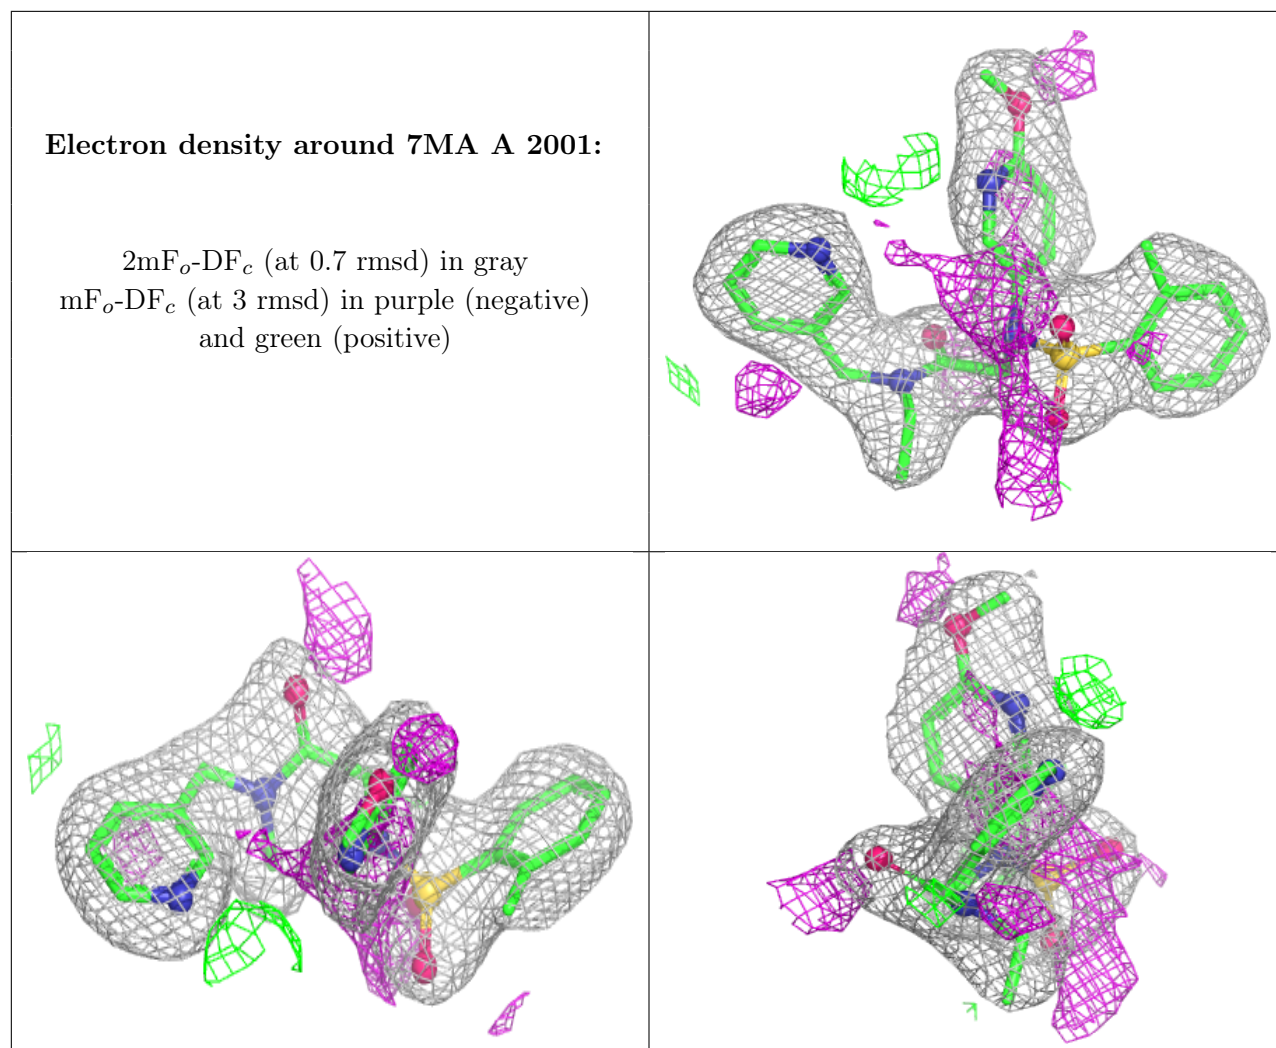 Electron density around 7MA A 2001:
2mFo-DFc (at 0.7 rmsd) in gray
mFo-DFc (at 3 rmsd) in purple (negative)
and green (positive)